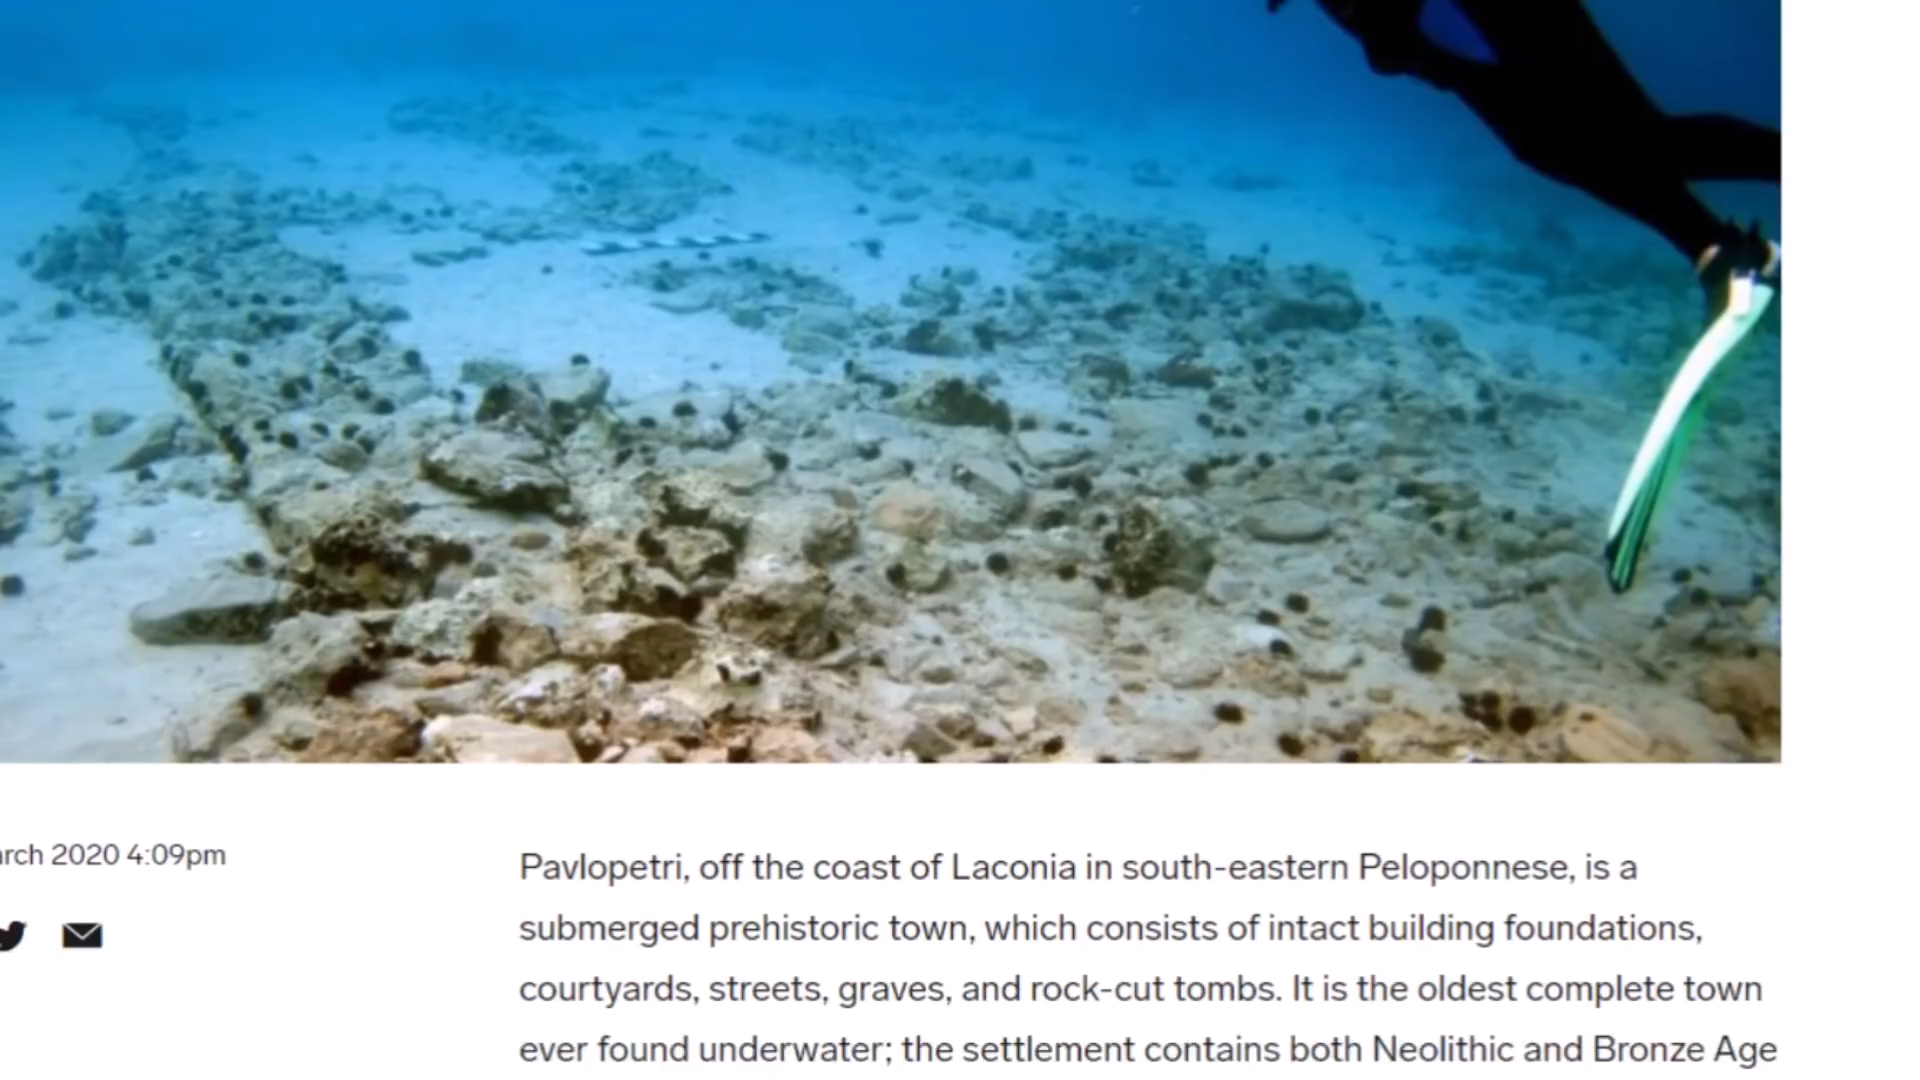 2020 4:09pm
Pavlopetri, off the coast of Laconia in south-eastern Peloponnese, is a
submerged prehistoric town, which consists of intact building foundations,
courtyards, streets, graves, and rock-cut tombs. It is the oldest complete town
ever found underwater; the settlement contains both Neolithic and Bronze Age